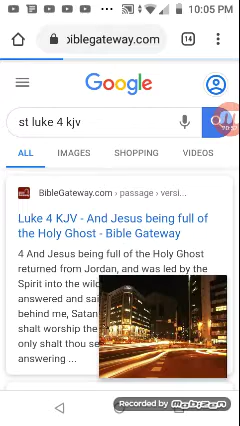 10:05 PM
biblegateway.com
14
Google
st luke 4 kjv
ALL IMAGES SHOPPING VIDEOS
BibleGateway.com › passage › versi...
Luke 4 KJV - And Jesus being full of
the Holy Ghost - Bible Gateway
4 And Jesus being full of the Holy Ghost
returned from Jordan, and was led by the
Spirit into the
answered and
behind me, Satan
shalt worship the
only shalt thou
answering ...
Recorded by mobizen